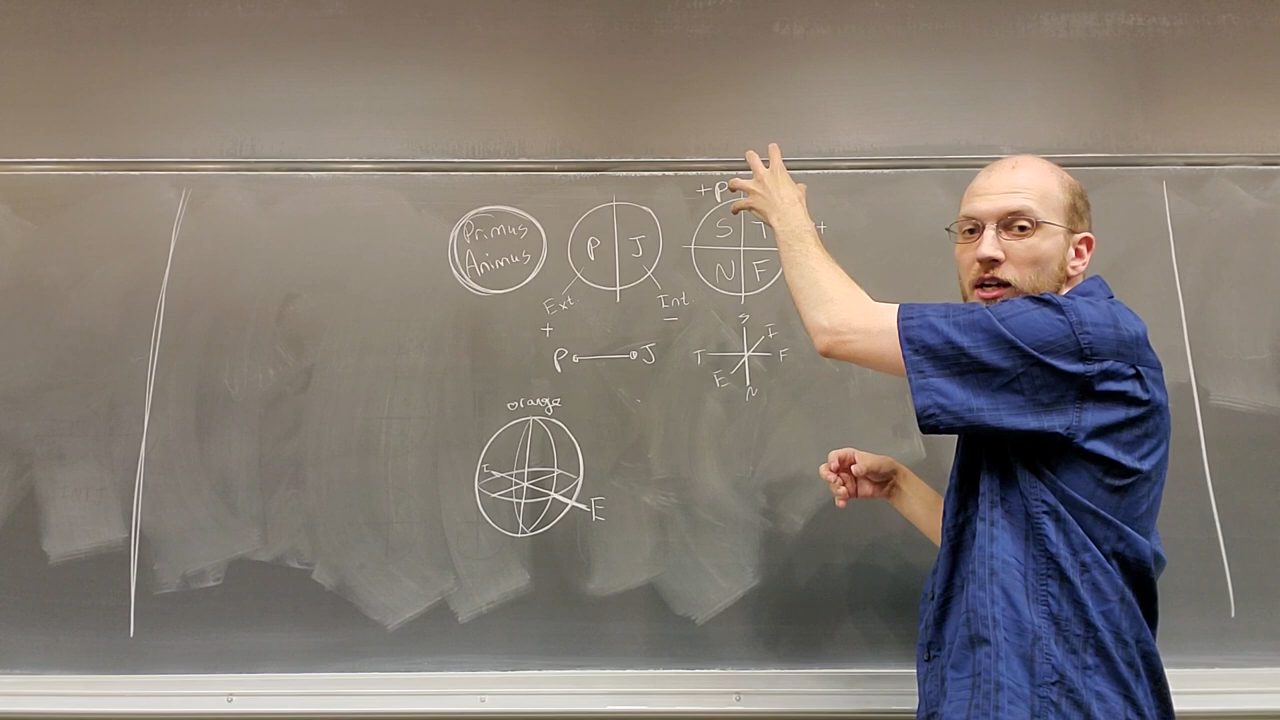 Primus
Animus
P J
Ext.
+
Int.
−
P J
+P
S T +
N F
S
I
T F
E
N
orange
I
E